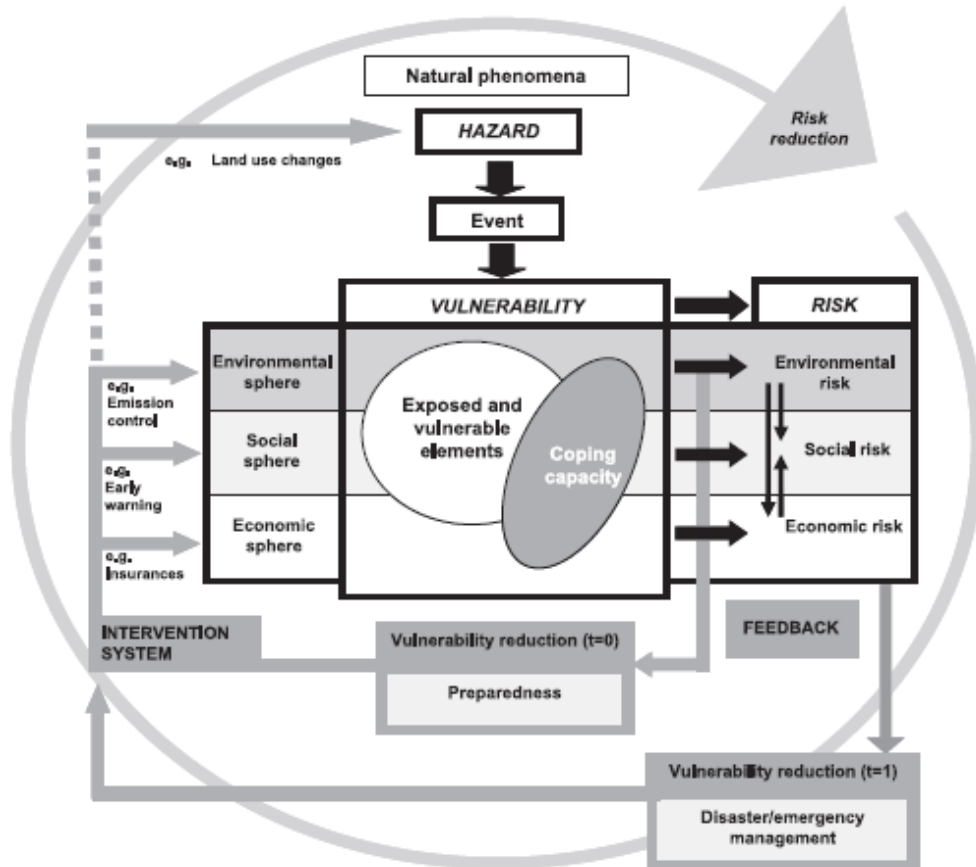 Natural phenomena
HAZARD
Risk
reduction
e.g. Land use changes
Event
VULNERABILITY
RISK
Environmental
sphere
Environmental
risk
e.g.
Emission
control
Exposed and
vulnerable
elements
Social
sphere
Coping
capacity
Social risk
e.g.
Early
warning
Economic
sphere
Economic risk
e.g.
Insurances
INTERVENTION
SYSTEM
Vulnerability reduction (t=0)
Preparedness
FEEDBACK
Vulnerability reduction (t=1)
Disaster/emergency
management